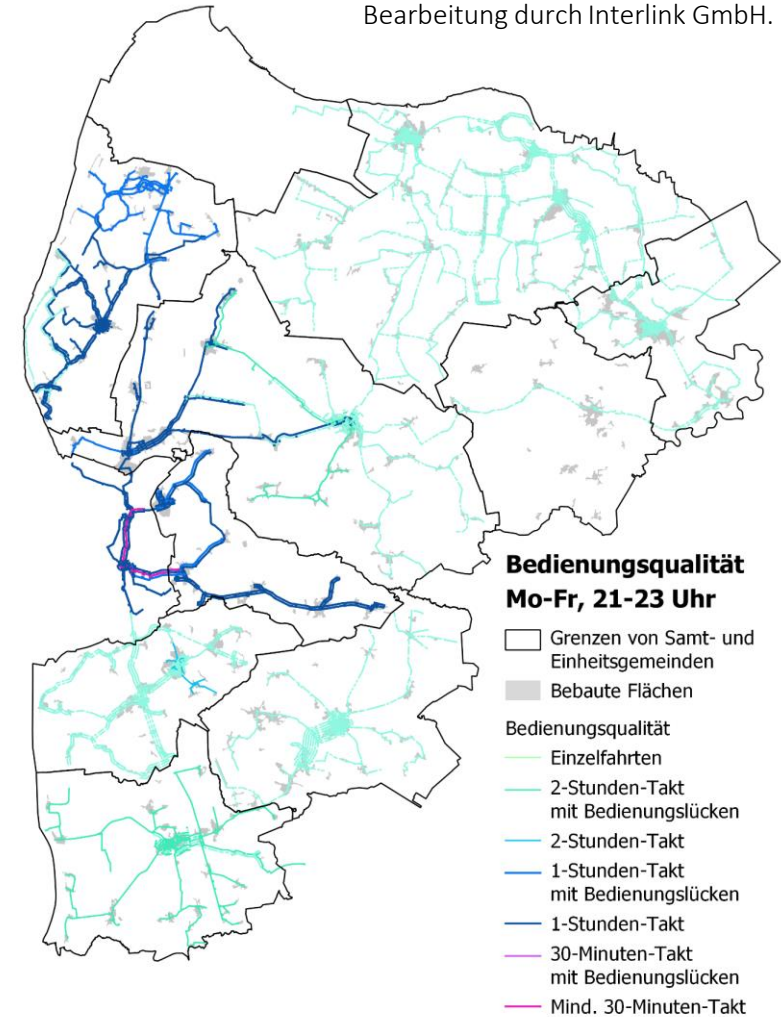 Bearbeitung durch Interlink GmbH.
Bedienungsqualität
Mo-Fr, 21-23 Uhr
Grenzen von Samt- und
Einheitsgemeinden
Bebaute Flächen
Bedienungsqualität
Einzelfahrten
2-Stunden-Takt
mit Bedienungslücken
2-Stunden-Takt
1-Stunden-Takt
mit Bedienungslücken
1-Stunden-Takt
30-Minuten-Takt
mit Bedienungslücken
Mind. 30-Minuten-Takt